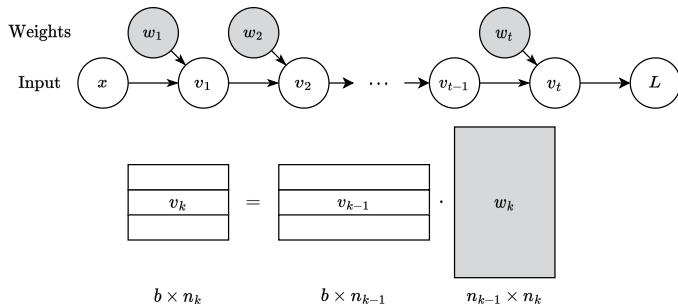 Weights w₁ w₂ wₜ
Input x v₁ v₂ ⋯ vₜ₋₁ vₜ L
vₖ = vₖ₋₁ · wₖ
b × nₖ b × nₖ₋₁ nₖ₋₁ × nₖ